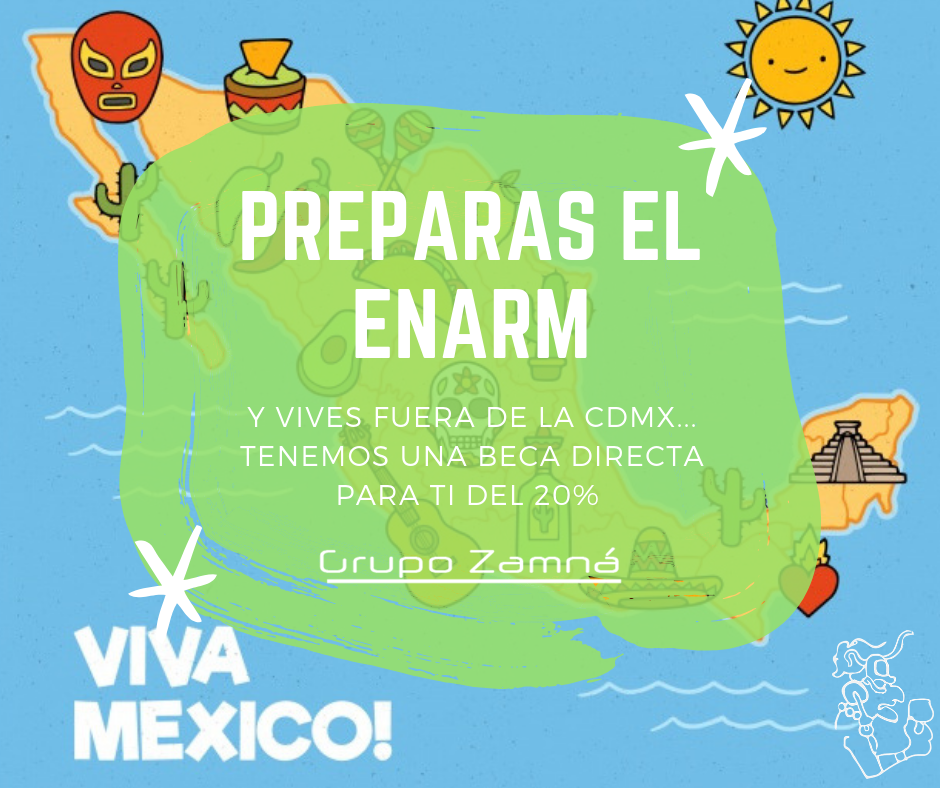 PREPARAS EL
ENARM
Y VIVES FUERA DE LA CDMX...
TENEMOS UNA BECA DIRECTA
PARA TI DEL 20%
Grupo Zamná
VIVA
MEXICO!